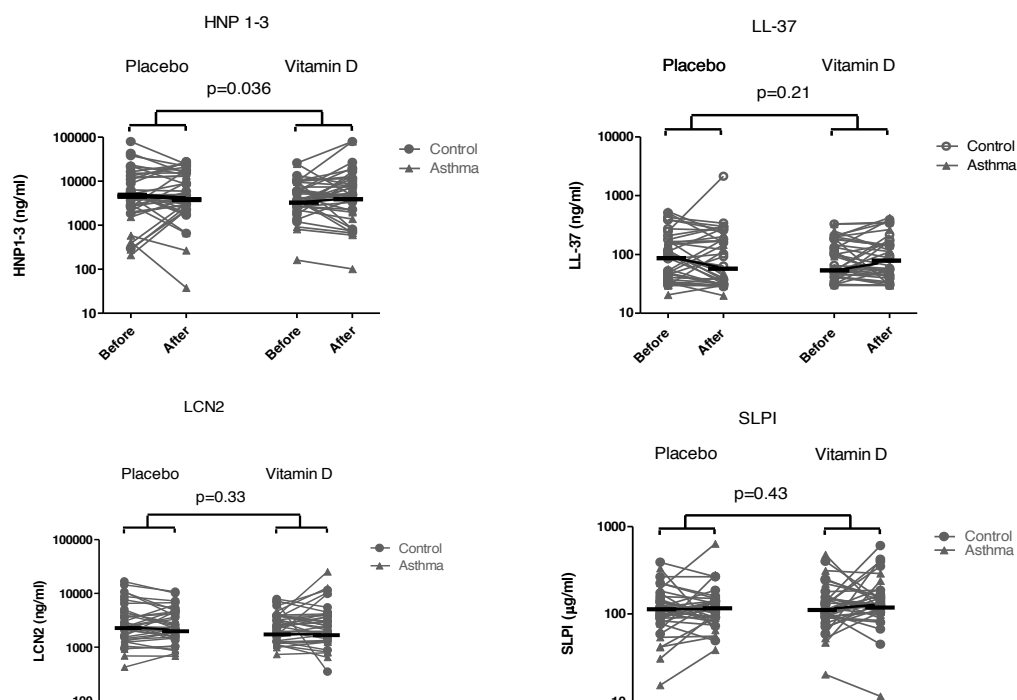 HNP 1-3
Placebo Vitamin D
p=0.036
100000
10000
1000
100
10
HNP1-3 (ng/ml)
Before After Before After
Control
Asthma
LL-37
Placebo Vitamin D
p=0.21
10000
1000
100
10
LL-37 (ng/ml)
Before After Before After
Control
Asthma
LCN2
Placebo Vitamin D
p=0.33
100000
10000
1000
100
LCN2 (ng/ml)
Control
Asthma
SLPI
Placebo Vitamin D
p=0.43
1000
100
10
SLPI (µg/ml)
Control
Asthma